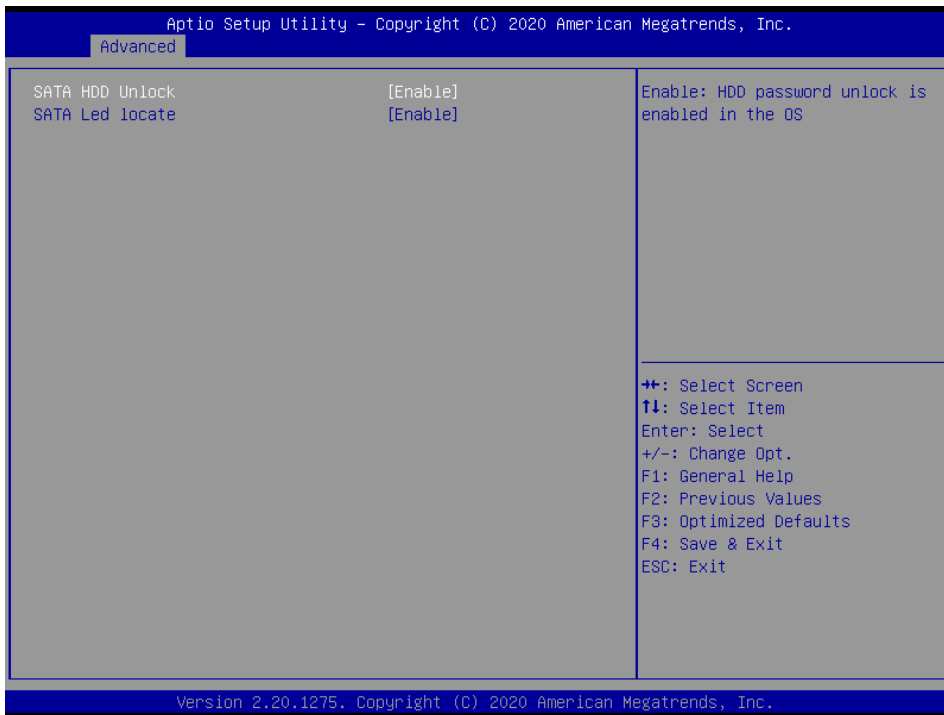 Aptio Setup Utility – Copyright (C) 2020 American Megatrends, Inc.
Advanced
SATA HDD Unlock [Enable]
SATA Led locate [Enable]
Enable: HDD password unlock is
enabled in the OS
→←: Select Screen
↑↓: Select Item
Enter: Select
+/-: Change Opt.
F1: General Help
F2: Previous Values
F3: Optimized Defaults
F4: Save & Exit
ESC: Exit
Version 2.20.1275. Copyright (C) 2020 American Megatrends, Inc.